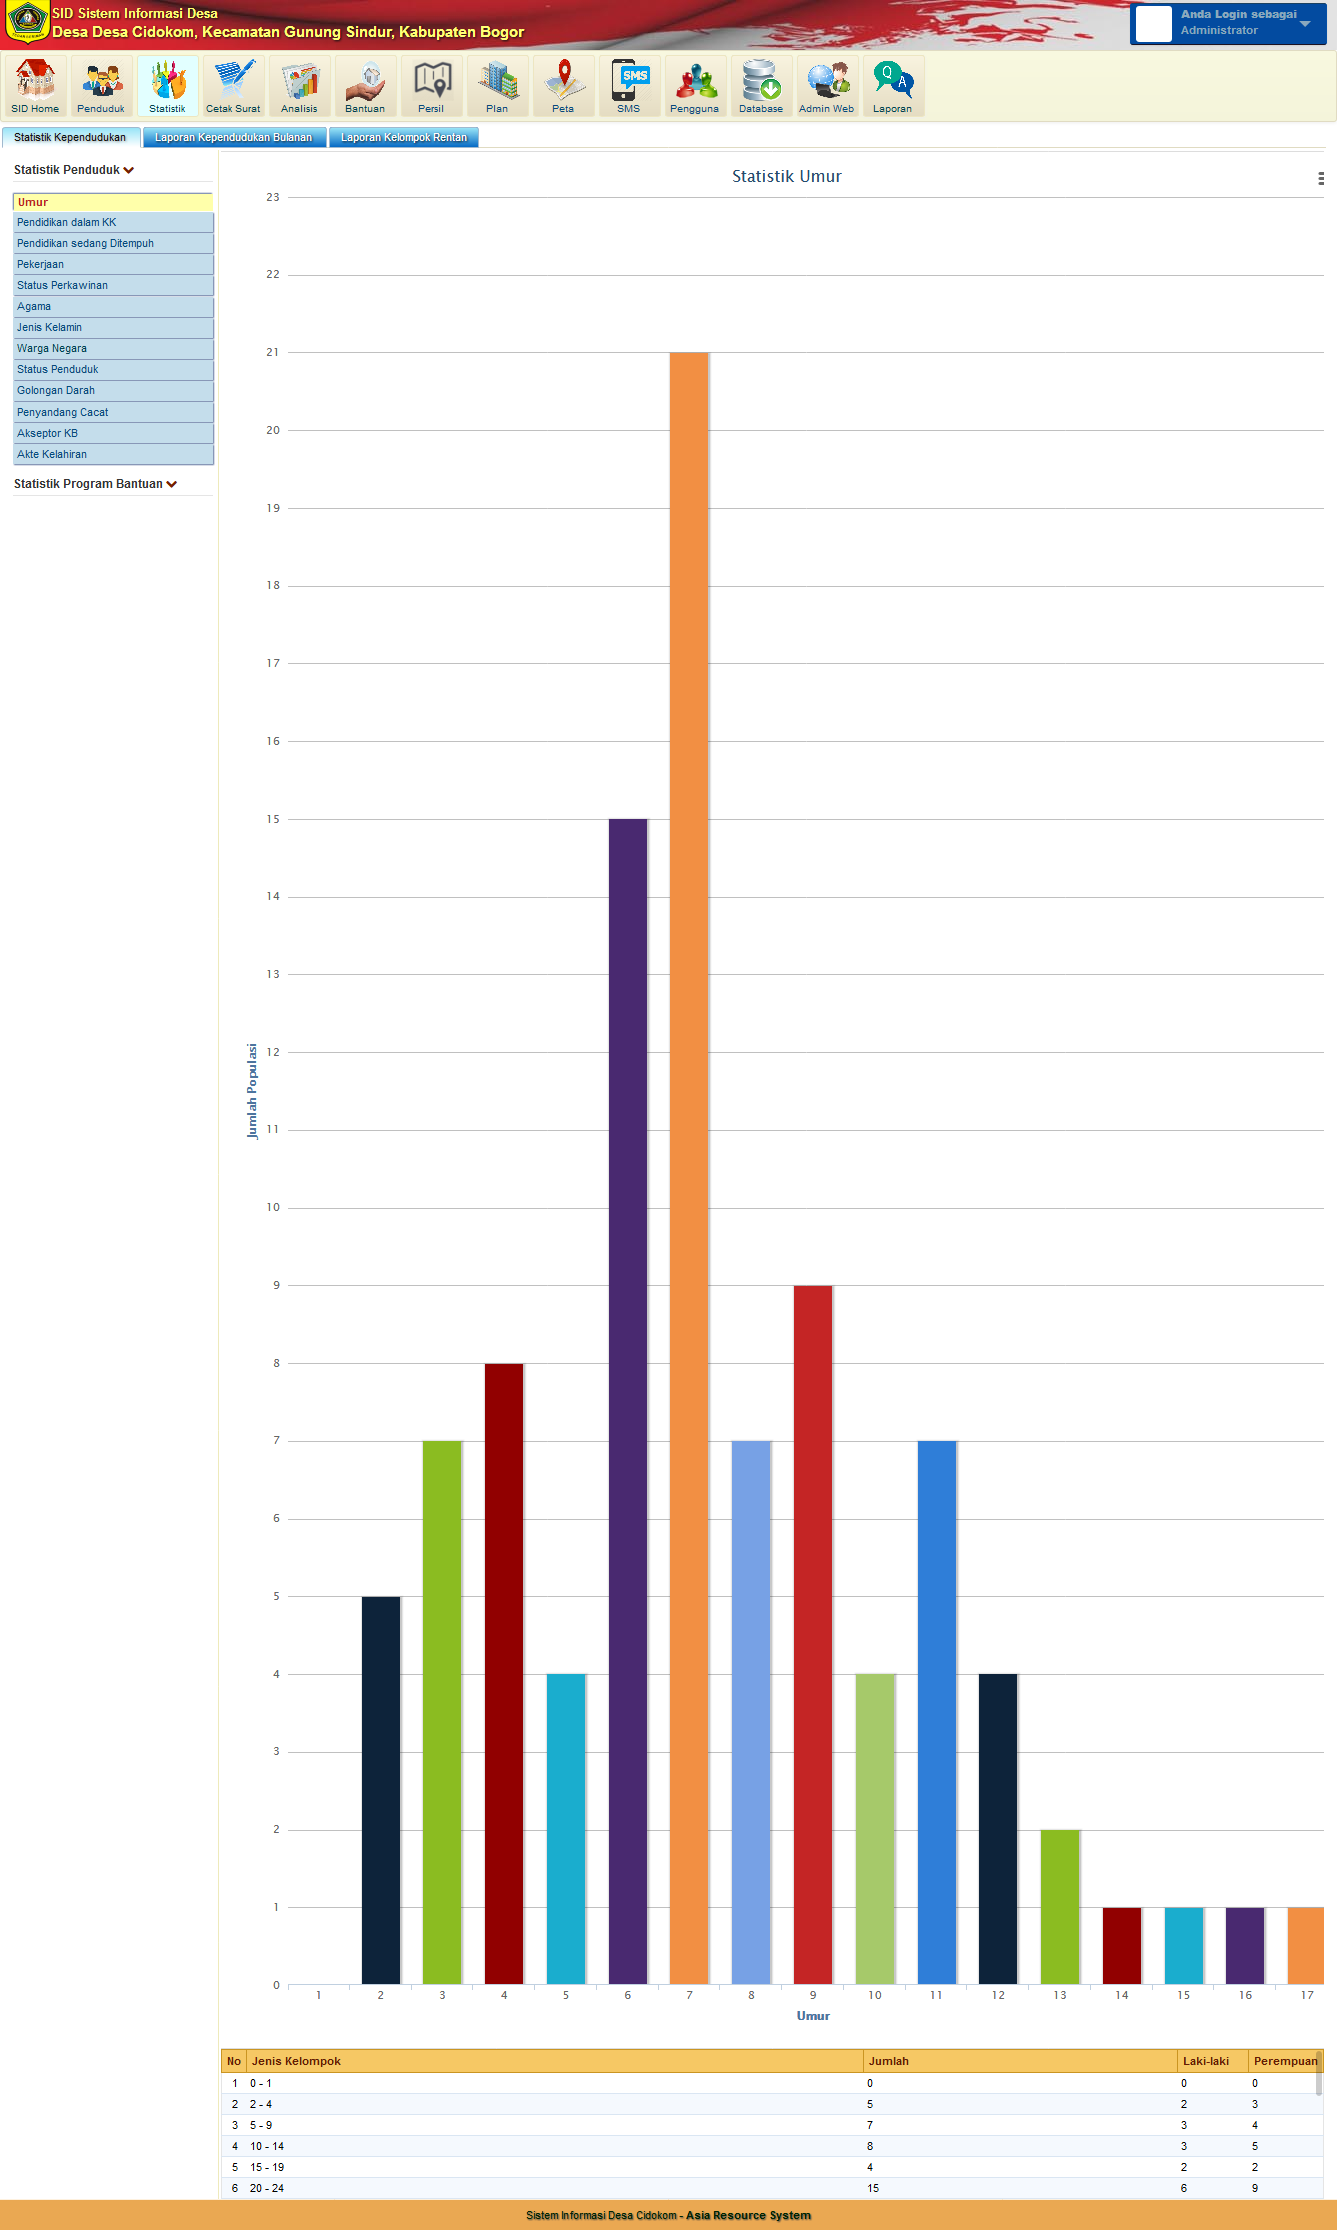 SID Sistem Informasi Desa
Desa Desa Cidokom, Kecamatan Gunung Sindur, Kabupaten Bogor
Anda Login sebagai
Administrator
SID Home Penduduk Statistik Cetak Surat Analisis Bantuan Persil Plan Peta SMS Pengguna Database Admin Web Laporan
SMS
Q A
Statistik Kependudukan Laporan Kependudukan Bulanan Laporan Kelompok Rentan
Statistik Penduduk
Umur
Pendidikan dalam KK
Pendidikan sedang Ditempuh
Pekerjaan
Status Perkawinan
Agama
Jenis Kelamin
Warga Negara
Status Penduduk
Golongan Darah
Penyandang Cacat
Akseptor KB
Akte Kelahiran
Statistik Program Bantuan
Statistik Umur
23
22
21
20
19
18
17
16
15
14
13
12
11
10
9
8
7
6
5
4
3
2
1
0
Jumlah Populasi
1 2 3 4 5 6 7 8 9 10 11 12 13 14 15 16 17
Umur
No Jenis Kelompok Jumlah Laki-laki Perempuan
1 0 - 1 0 0 0
2 2 - 4 5 2 3
3 5 - 9 7 3 4
4 10 - 14 8 3 5
5 15 - 19 4 2 2
6 20 - 24 15 6 9
Sistem Informasi Desa Cidokom - Asia Resource System